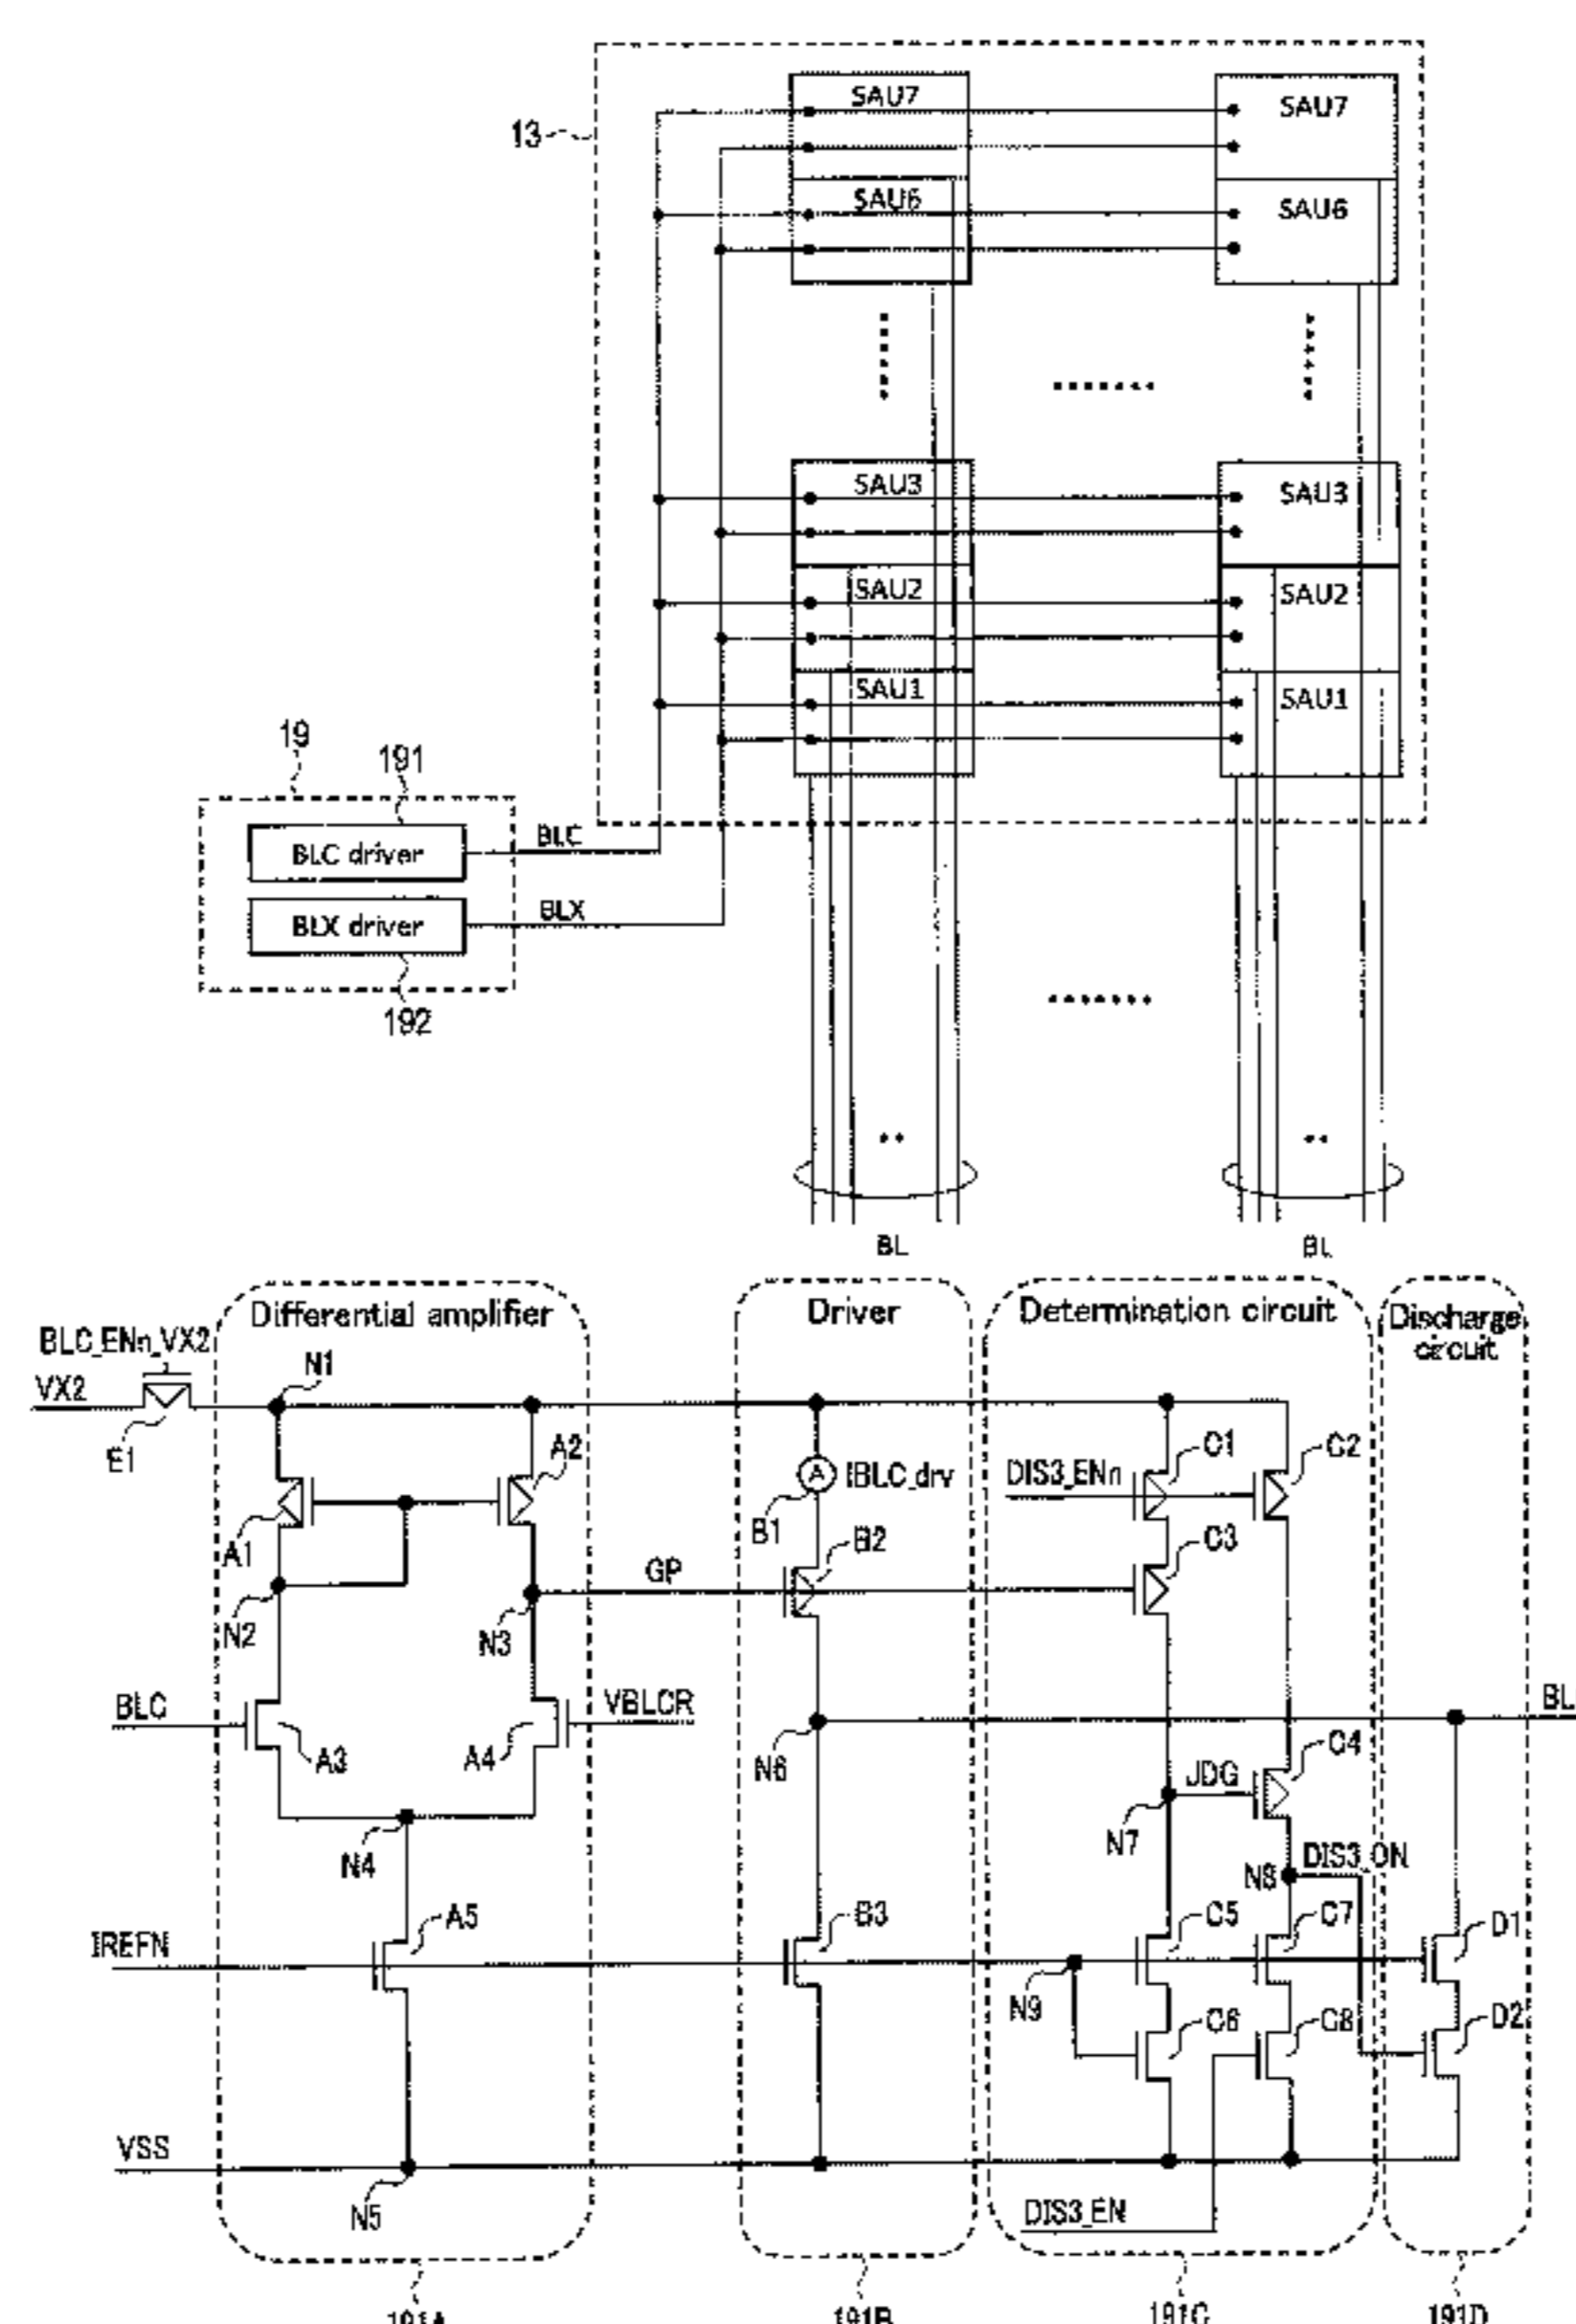 SAU7
SAU7
13
SAU6
SAU6
SAU3
SAU3
SAU2
SAU2
SAU1
SAU1
19
191
BLC driver
BLC
BLX driver
BLX
192
BL
BL
Differential amplifier
Driver
Determination circuit
Discharge
circuit
BLC_ENn_VX2
N1
VX2
E1
A2
C1
C2
IBLC_drv
DIS3_ENn
B1
A1
B2
C3
GP
N2
N3
BLC
VBLCR
BL
A3
A4
N6
C4
JDG
N7
N4
DIS3_ON
N8
A5
B3
C5
C7
D1
IREFN
N9
C6
C8
D2
VSS
N5
DIS3_EN
191A
191B
191C
191D